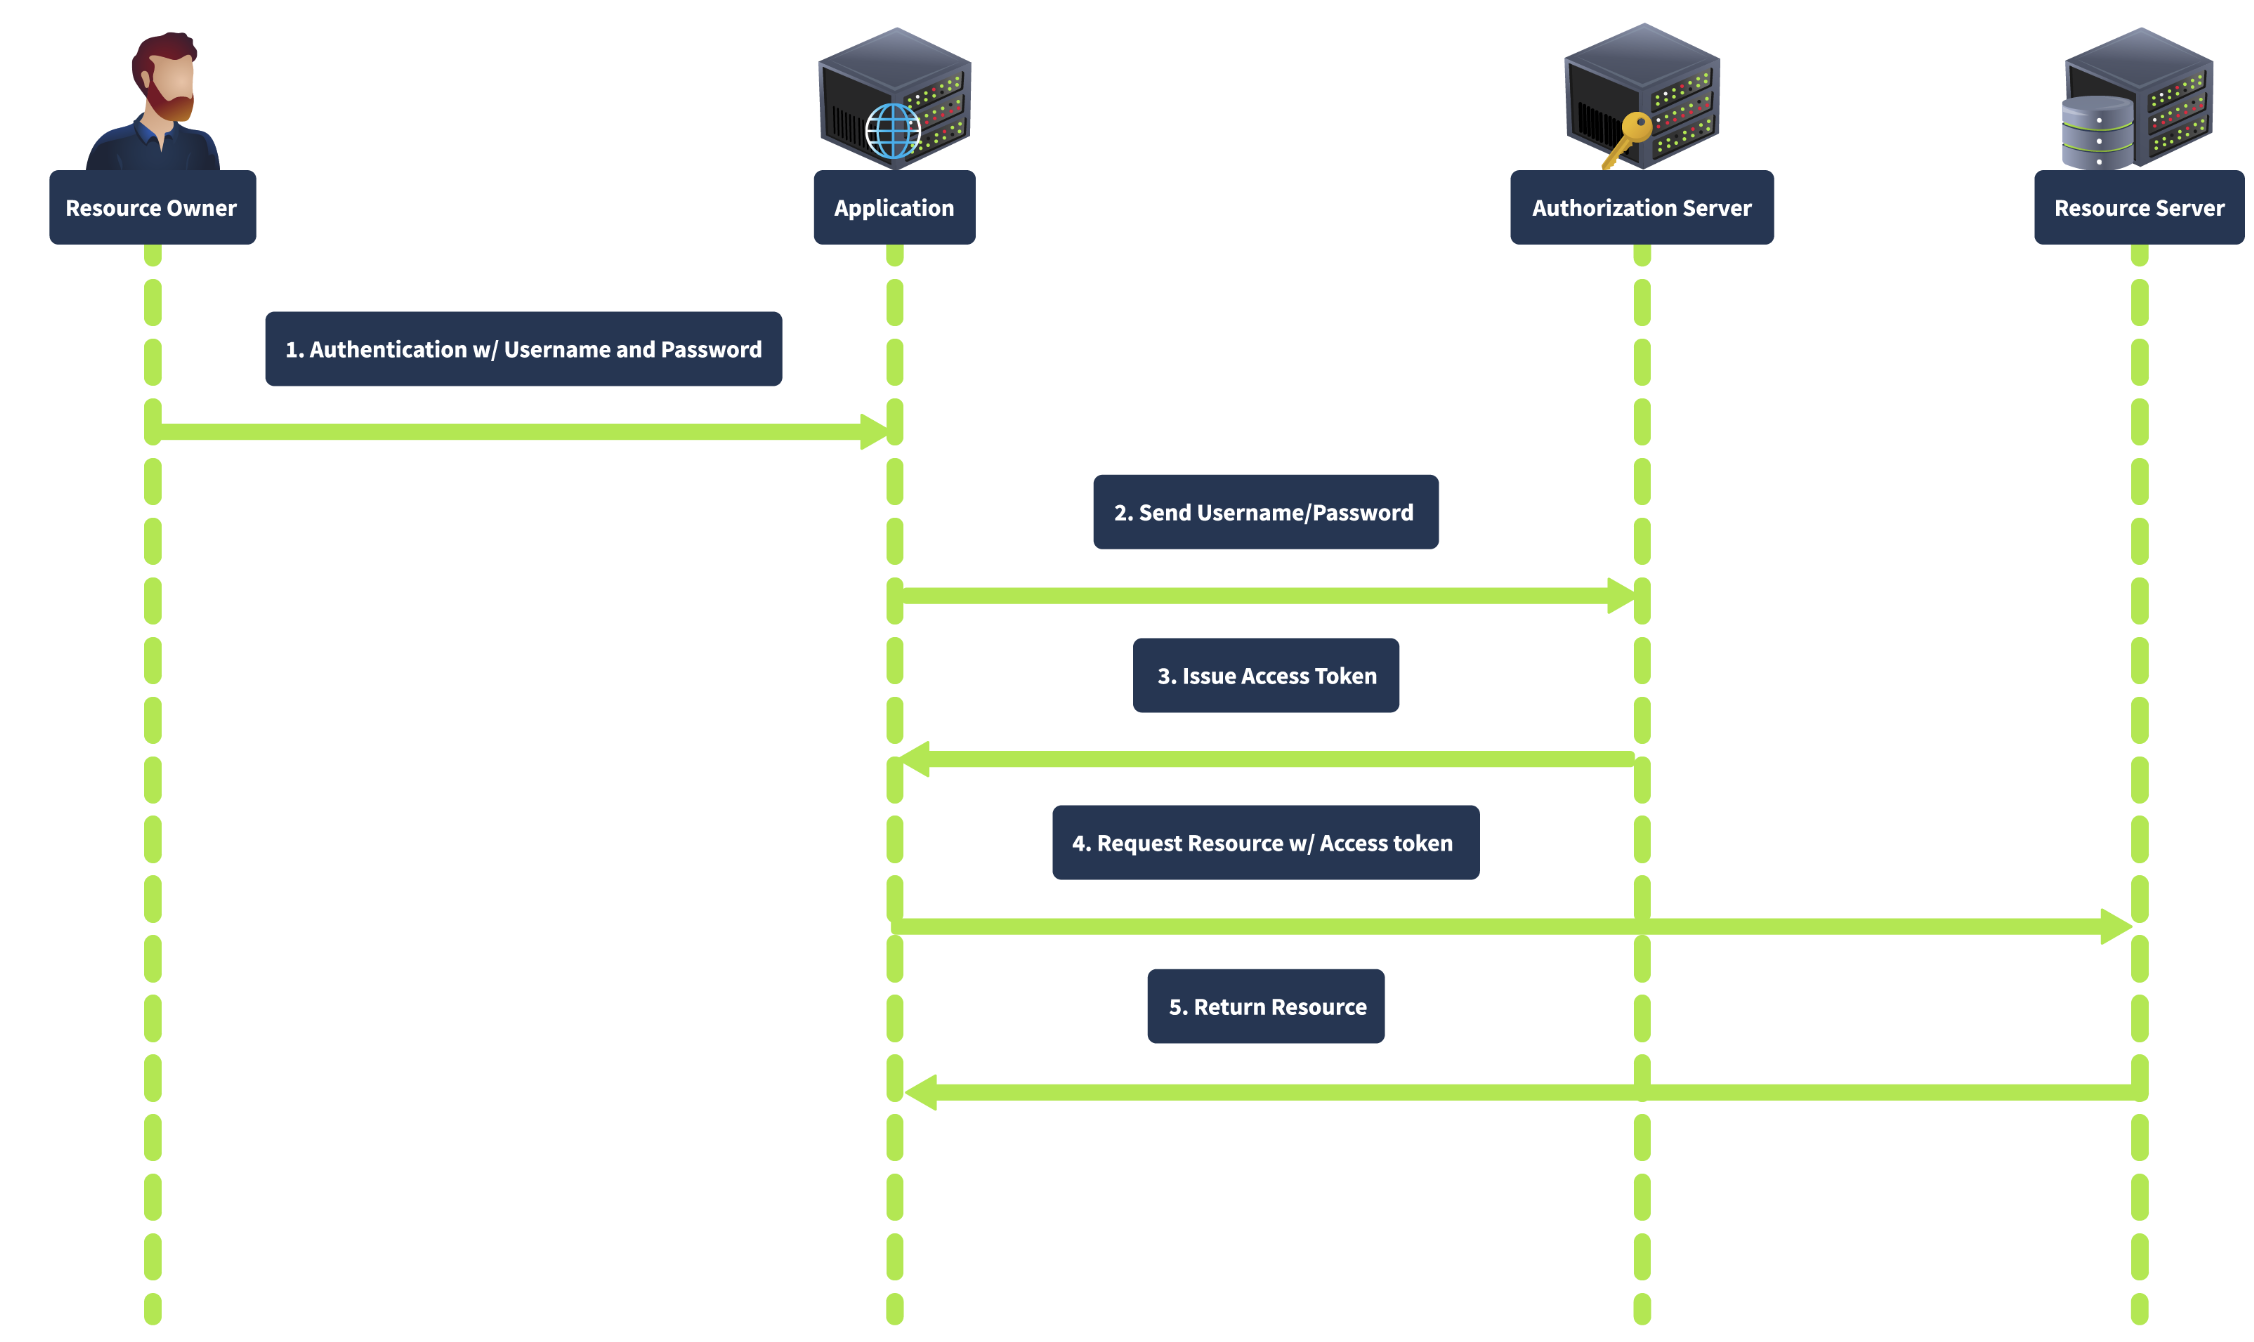 Resource Owner
Application
Authorization Server
Resource Server
1. Authentication w/ Username and Password
2. Send Username/Password
3. Issue Access Token
4. Request Resource w/ Access token
5. Return Resource